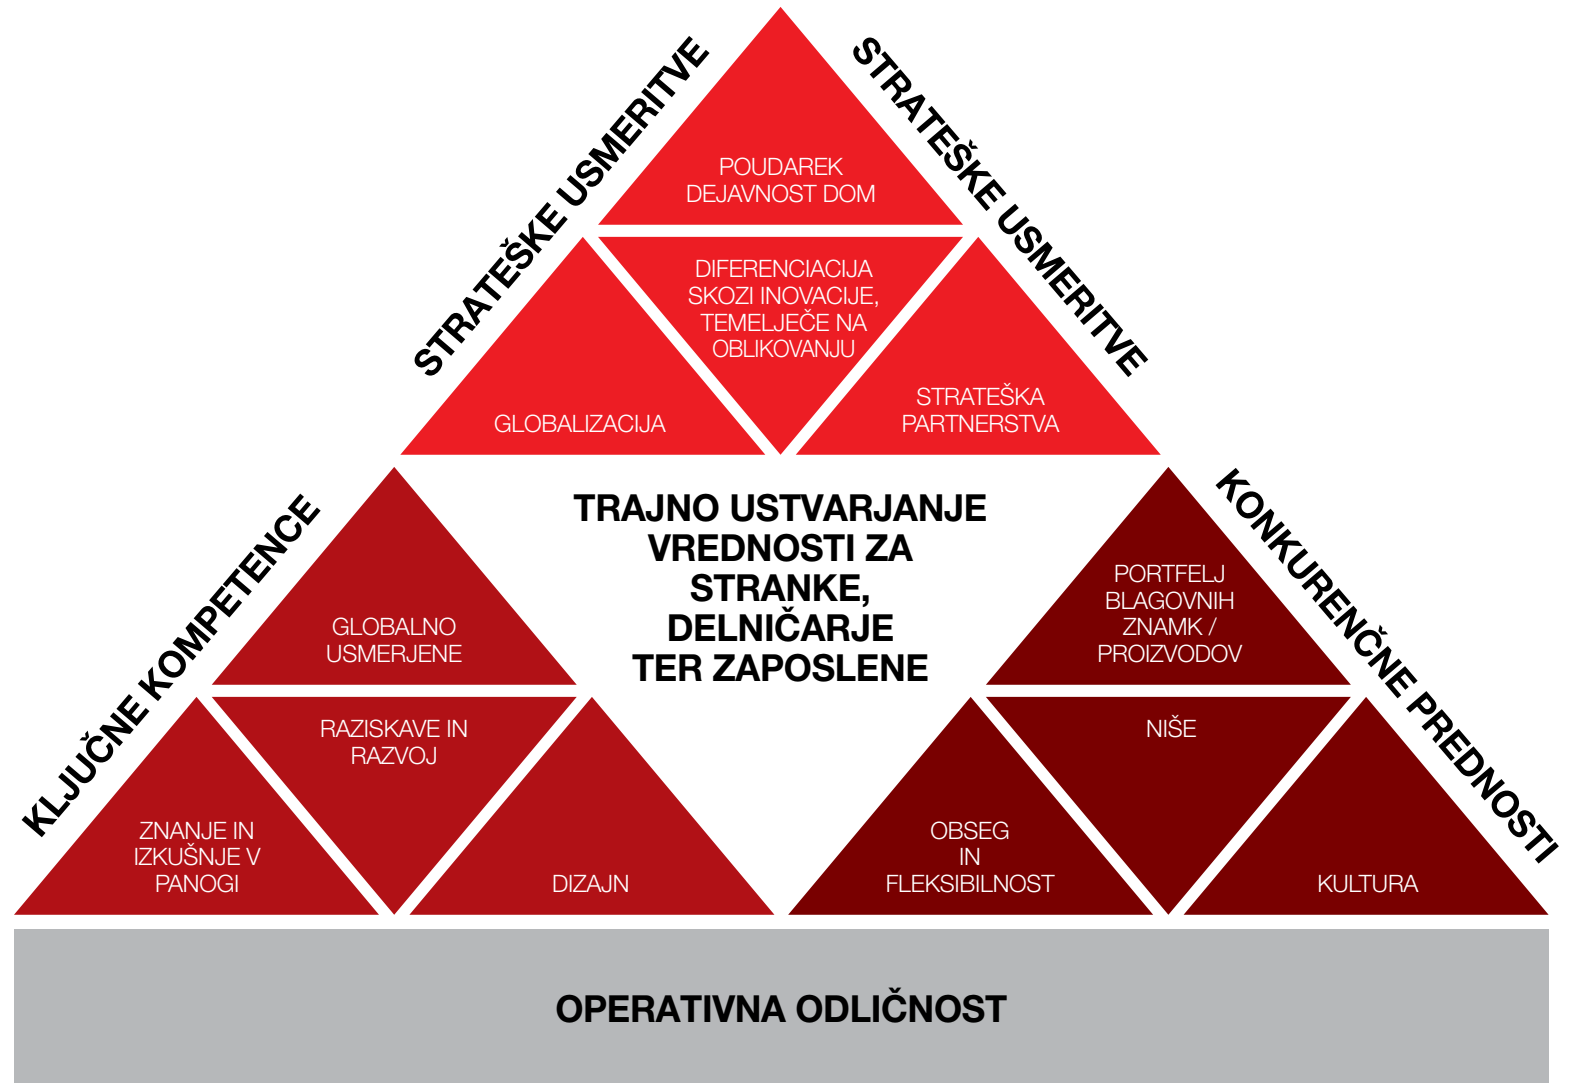 STRATEŠKE USMERITVE
STRATEŠKE USMERITVE
POUDAREK
DEJAVNOST DOM
DIFERENCIACIJA
SKOZI INOVACIJE,
TEMELJEČE NA
OBLIKOVANJU
GLOBALIZACIJA
STRATEŠKA
PARTNERSTVA
TRAJNO USTVARJANJE
VREDNOSTI ZA
STRANKE,
DELNIČARJE
TER ZAPOSLENE
KLJUČNE KOMPETENCE
GLOBALNO
USMERJENE
RAZISKAVE IN
RAZVOJ
ZNANJE IN
IZKUŠNJE V
PANOGI
DIZAJN
KONKURENČNE PREDNOSTI
PORTFELJ
BLAGOVNIH
ZNAMK /
PROIZVODOV
NIŠE
OBSEG
IN
FLEKSIBILNOST
KULTURA
OPERATIVNA ODLIČNOST